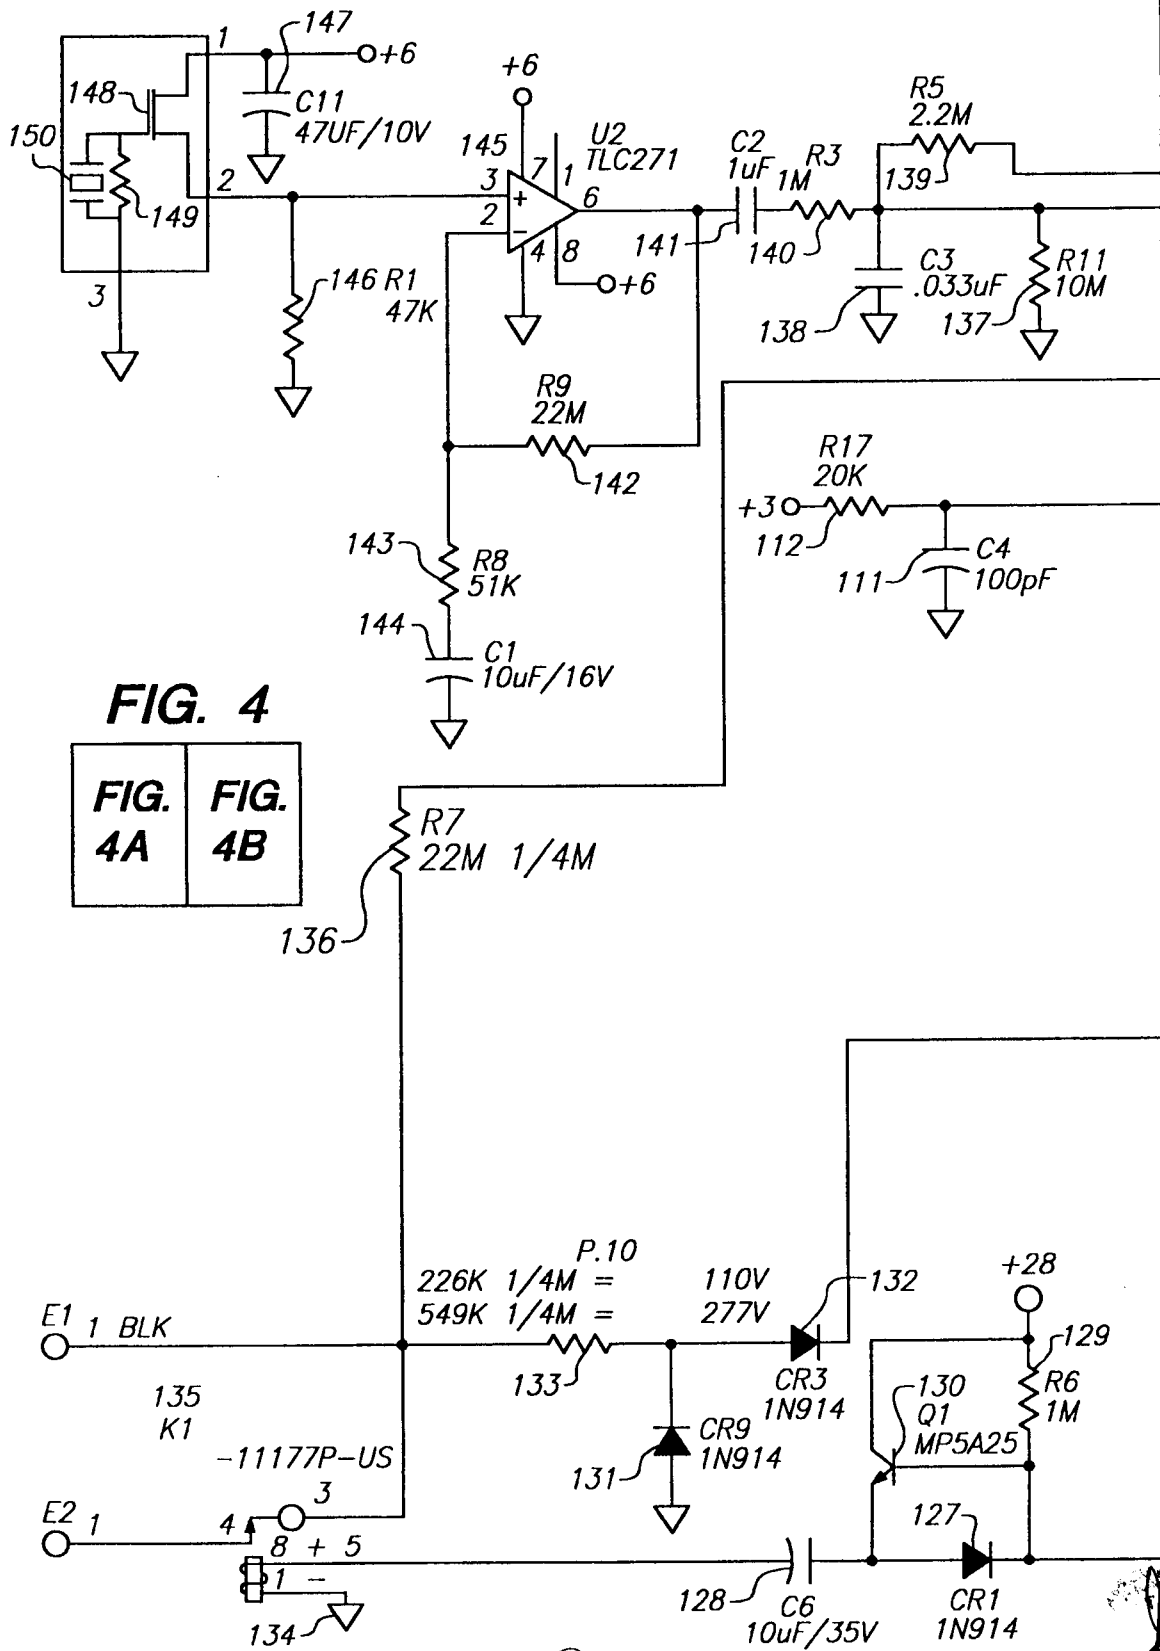 1
147
+6
148
C11
47UF/10V
150
2
149
3
+6
145
7
1
U2
TLC271
3
+
2
-
6
4
8
+6
146 R1
47K
C2
1uF
R3
1M
141
140
R5
2.2M
139
C3
.033uF
138
R11
10M
137
R9
22M
142
R17
20K
+3
112
C4
100pF
111
143
R8
51K
144
C1
10uF/16V
FIG. 4
FIG.
4A
FIG.
4B
R7
22M 1/4M
136
P.10
226K 1/4M = 110V
549K 1/4M = 277V
132
+28
E1
1 BLK
133
CR3
1N914
129
R6
1M
135
K1
130
Q1
MP5A25
-11177P-US
CR9
1N914
131
3
E2
1
4
8 + 5
1 -
134
127
128
C6
10uF/35V
CR1
1N914